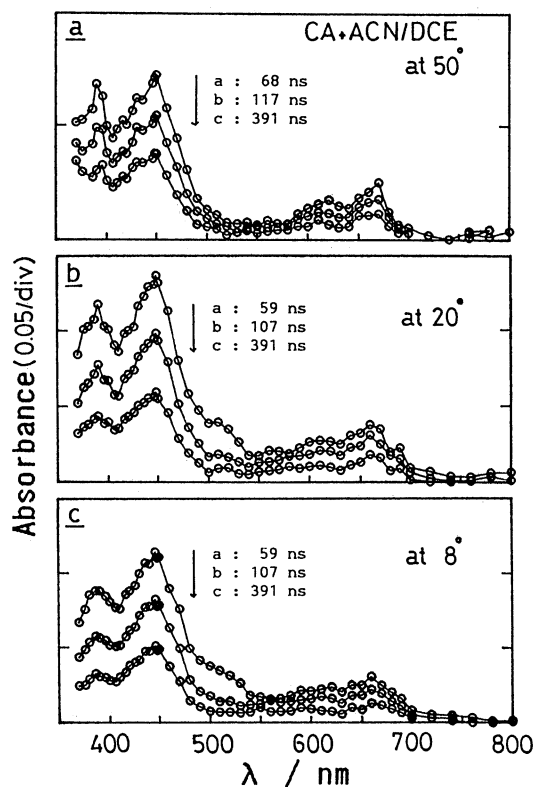 a
CA+ACN/DCE
at 50°
a : 68 ns
b : 117 ns
c : 391 ns
b
at 20°
a : 59 ns
b : 107 ns
c : 391 ns
c
at 8°
a : 59 ns
b : 107 ns
c : 391 ns
Absorbance (0.05/div)
400 500 600 700 800
λ / nm